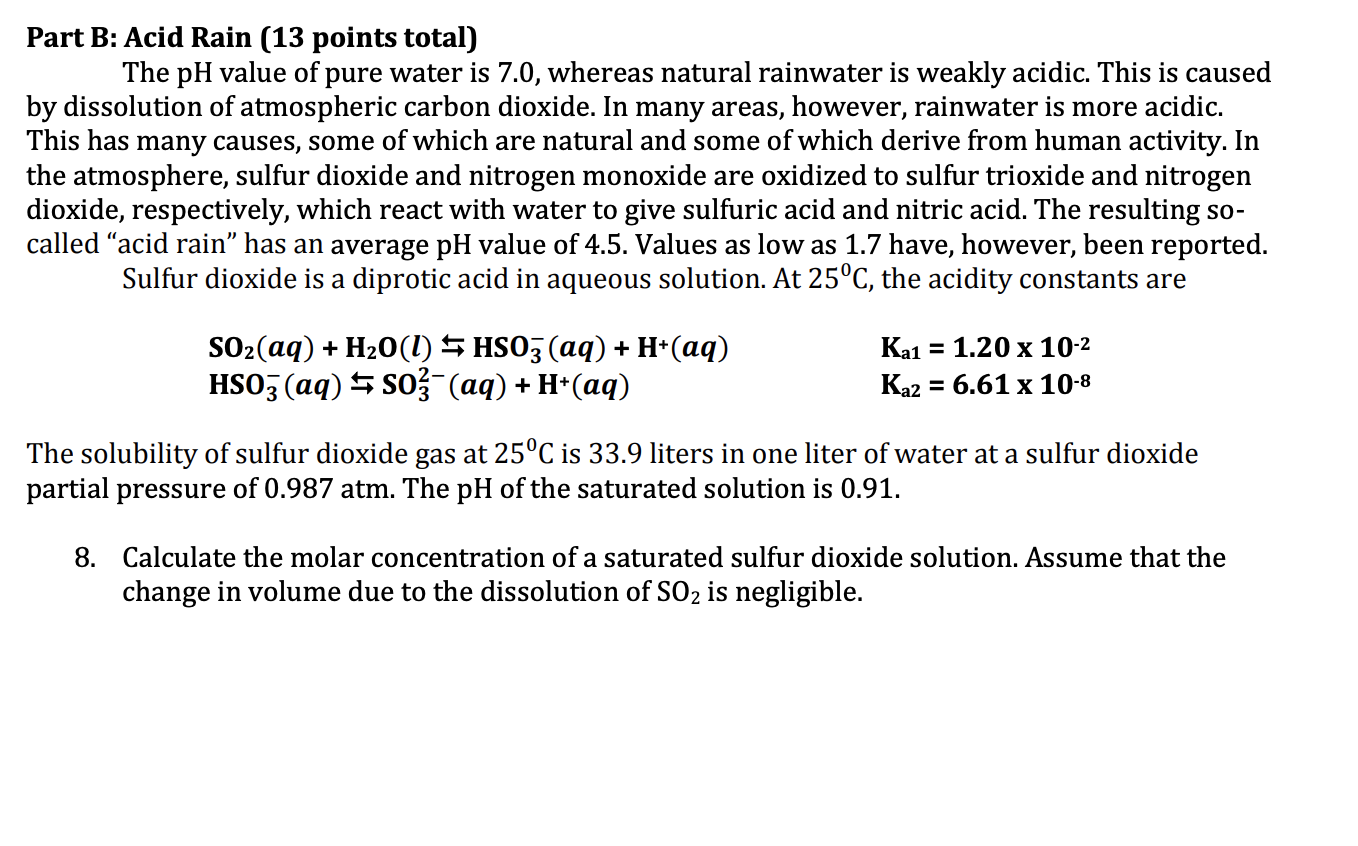 Part B: Acid Rain (13 points total)
The pH value of pure water is 7.0, whereas natural rainwater is weakly acidic. This is caused
by dissolution of atmospheric carbon dioxide. In many areas, however, rainwater is more acidic.
This has many causes, some of which are natural and some of which derive from human activity. In
the atmosphere, sulfur dioxide and nitrogen monoxide are oxidized to sulfur trioxide and nitrogen
dioxide, respectively, which react with water to give sulfuric acid and nitric acid. The resulting so-
called “acid rain” has an average pH value of 4.5. Values as low as 1.7 have, however, been reported.
Sulfur dioxide is a diprotic acid in aqueous solution. At 25⁰C, the acidity constants are
SO₂(aq) + H₂O(l) ⇆ HSO₃⁻(aq) + H⁺(aq) Kₐ₁ = 1.20 x 10⁻²
HSO₃⁻(aq) ⇆ SO₃²⁻(aq) + H⁺(aq) Kₐ₂ = 6.61 x 10⁻⁸
The solubility of sulfur dioxide gas at 25⁰C is 33.9 liters in one liter of water at a sulfur dioxide
partial pressure of 0.987 atm. The pH of the saturated solution is 0.91.
8. Calculate the molar concentration of a saturated sulfur dioxide solution. Assume that the
change in volume due to the dissolution of SO₂ is negligible.